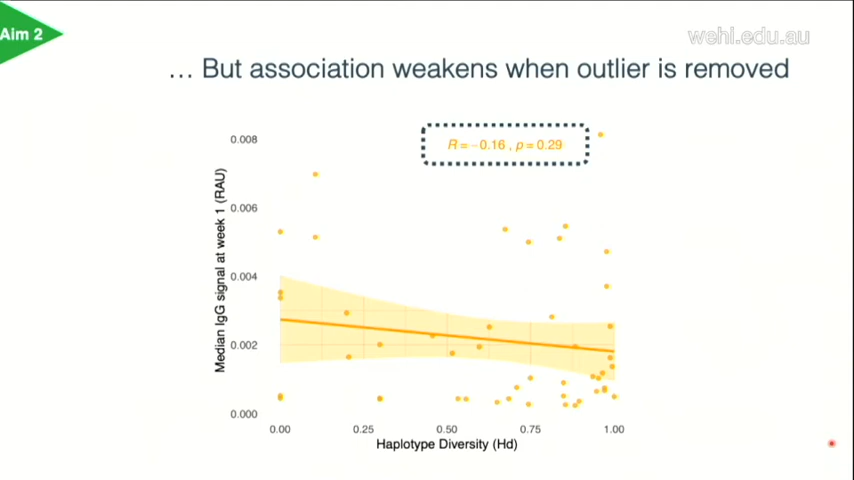 Aim 2
wehi.edu.au
... But association weakens when outlier is removed
R = −0.16 , p = 0.29
Median IgG signal at week 1 (RAU)
0.008
0.006
0.004
0.002
0.000
0.00 0.25 0.50 0.75 1.00
Haplotype Diversity (Hd)